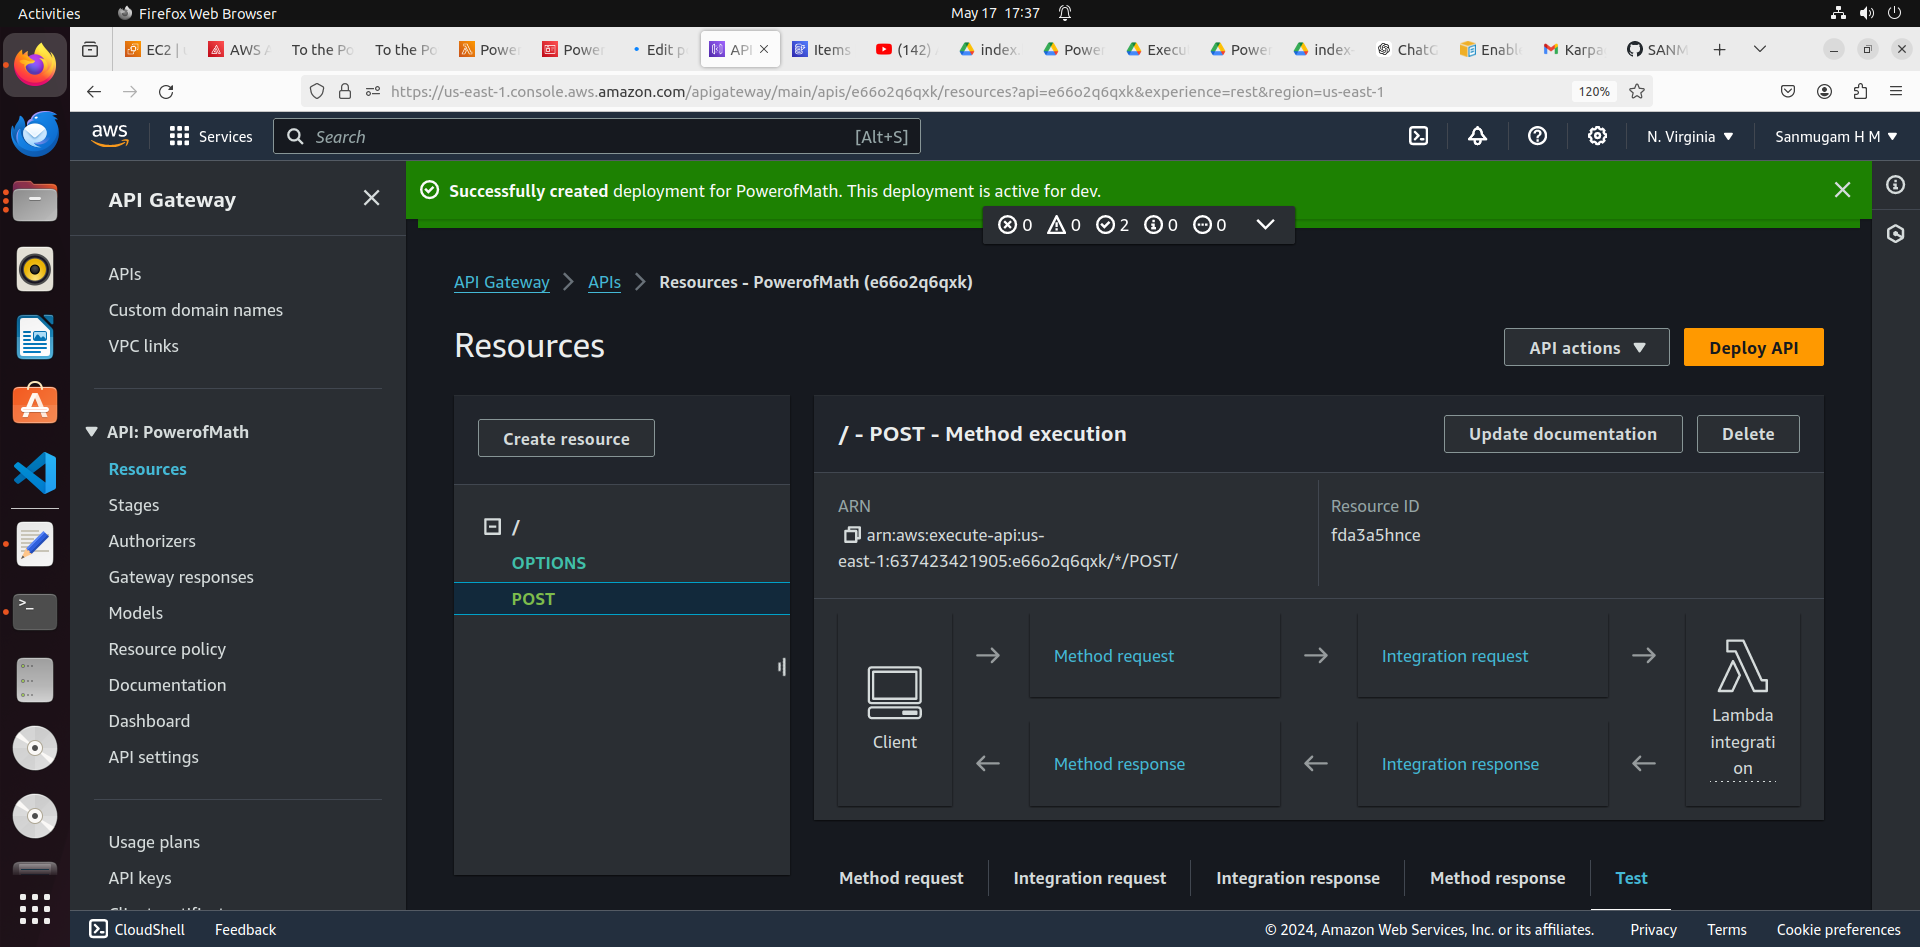 Activities
Firefox Web Browser
May 17 17:37
EC2 |
AWS A
To the Po
To the Po
Power
Power
Edit p
API
Items
(142)
index.
Power
Execu
Power
index-
ChatG
Enabl
Gmail Karpa
SANM
https://us-east-1.console.aws.amazon.com/apigateway/main/apis/e66o2q6qxk/resources?api=e66o2q6qxk&experience=rest&region=us-east-1
120%
aws
Services
Search
[Alt+S]
N. Virginia
Sanmugam H M
API Gateway
APIs
Custom domain names
VPC links
API: PowerofMath
Resources
Stages
Authorizers
Gateway responses
Models
Resource policy
Documentation
Dashboard
API settings
Usage plans
API keys
Successfully created deployment for PowerofMath. This deployment is active for dev.
0 0 2 0 0
API Gateway
APIs
Resources - PowerofMath (e66o2q6qxk)
Resources
API actions
Deploy API
Create resource
/
OPTIONS
POST
/ - POST - Method execution
Update documentation
Delete
ARN
arn:aws:execute-api:us-
east-1:637423421905:e66o2q6qxk/*/POST/
Resource ID
fda3a5hnce
Client
Method request
Integration request
Method response
Integration response
Lambda
integrati
on
Method request
Integration request
Integration response
Method response
Test
CloudShell
Feedback
© 2024, Amazon Web Services, Inc. or its affiliates.
Privacy
Terms
Cookie preferences